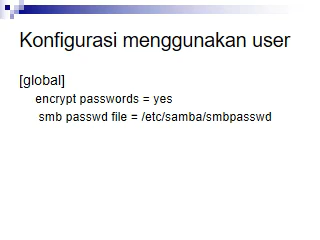 Konfigurasi menggunakan user
[global]
encrypt passwords = yes
smb passwd file = /etc/samba/smbpasswd